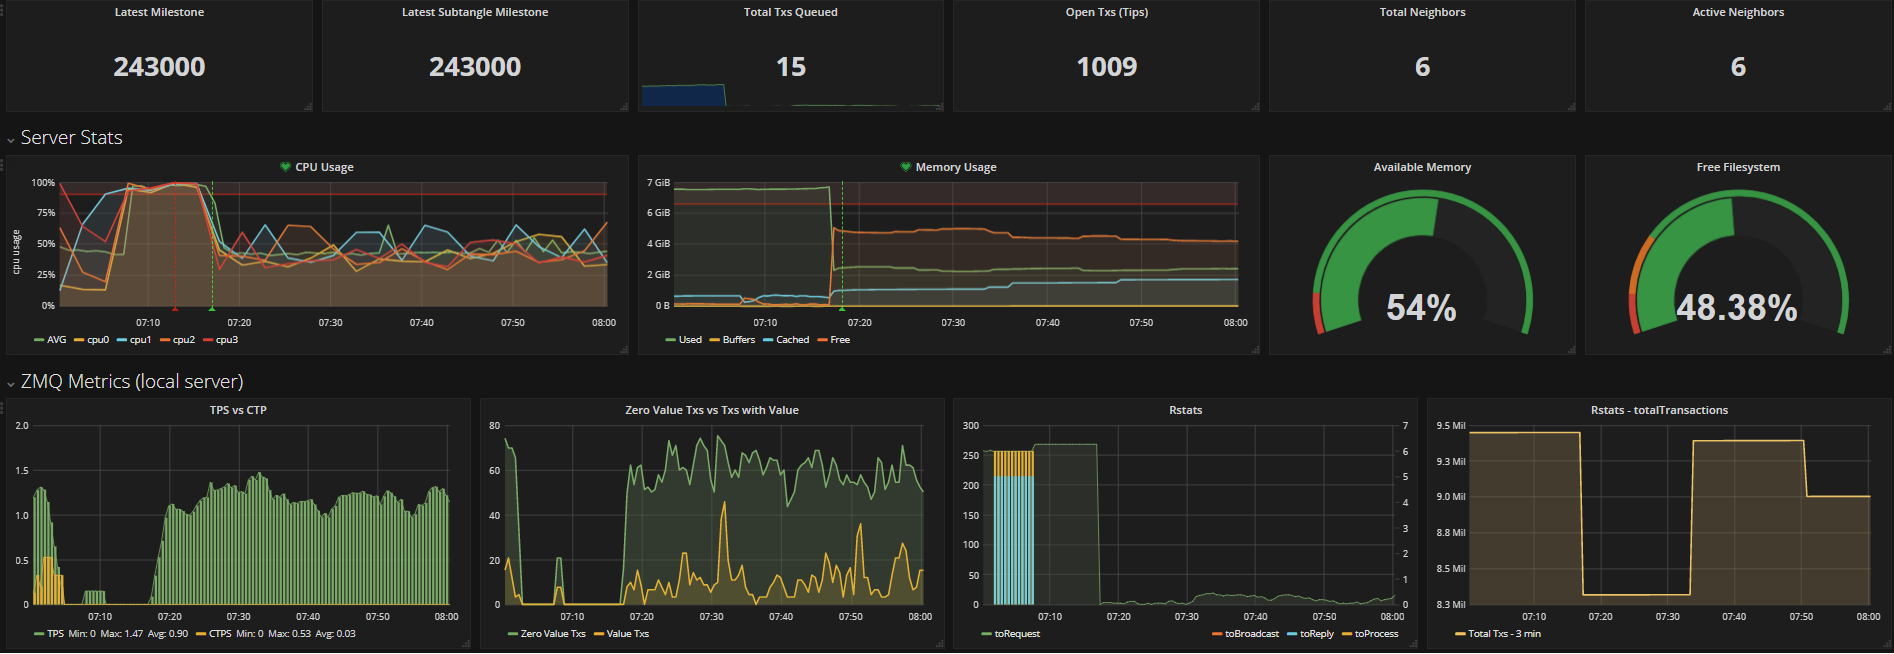 Latest Milestone
243000
Latest Subtangle Milestone
243000
Total Txs Queued
15
Open Txs (Tips)
1009
Total Neighbors
6
Active Neighbors
6
Server Stats
CPU Usage
cpu usage
100%
75%
50%
25%
0%
07:10 07:20 07:30 07:40 07:50 08:00
AVG cpu0 cpu1 cpu2 cpu3
Memory Usage
7 GiB
6 GiB
4 GiB
2 GiB
0 B
07:10 07:20 07:30 07:40 07:50 08:00
Used Buffers Cached Free
Available Memory
54%
Free Filesystem
48.38%
ZMQ Metrics (local server)
TPS vs CTP
2.0
1.5
1.0
0.5
0
07:10 07:20 07:30 07:40 07:50 08:00
TPS Min: 0 Max: 1.47 Avg: 0.90 CTPS Min: 0 Max: 0.53 Avg: 0.03
Zero Value Txs vs Txs with Value
80
60
40
20
0
07:10 07:20 07:30 07:40 07:50 08:00
Zero Value Txs Value Txs
Rstats
300
250
200
150
100
50
0
7
6
5
4
3
2
1
0
07:10 07:20 07:30 07:40 07:50 08:00
toRequest toBroadcast toReply toProcess
Rstats - totalTransactions
9.5 Mil
9.3 Mil
9.0 Mil
8.8 Mil
8.5 Mil
8.3 Mil
07:10 07:20 07:30 07:40 07:50 08:00
Total Txs - 3 min